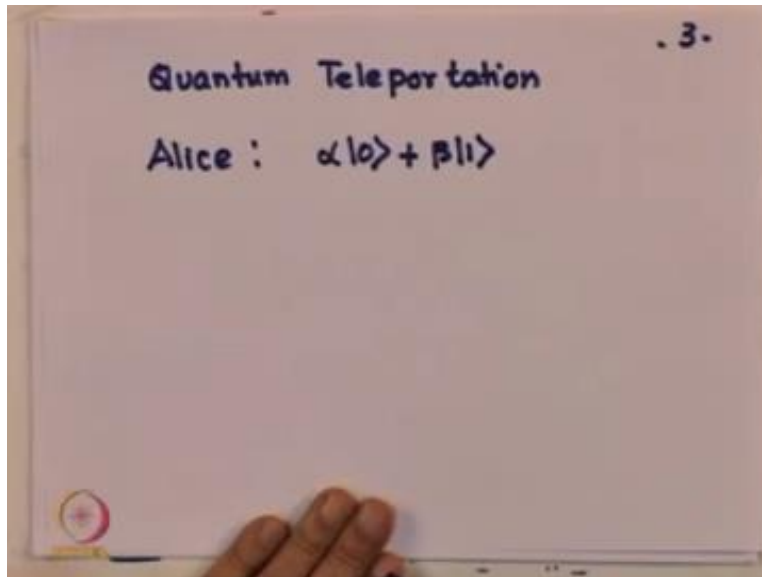 . 3.
Quantum Teleportation
Alice : α|0> + β|1>